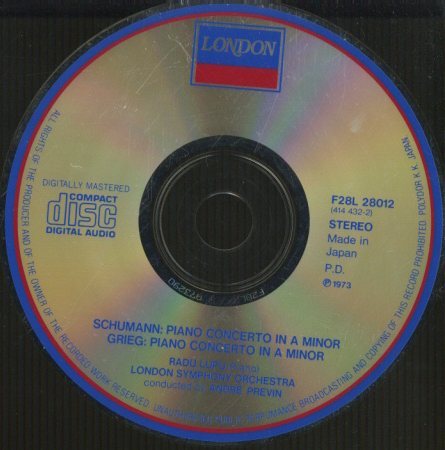 LONDON
DIGITALLY MASTERED
COMPACT
disc
DIGITAL AUDIO
F28L 28012
(414 432-2)
STEREO
Made in
Japan
P.D.
℗ 1973
SCHUMANN: PIANO CONCERTO IN A MINOR
GRIEG: PIANO CONCERTO IN A MINOR
RADU LUPU (Piano)
LONDON SYMPHONY ORCHESTRA
conducted by ANDRÉ PREVIN
ALL RIGHTS OF THE PRODUCER AND OF THE OWNER OF THE RECORDED WORK RESERVED. UNAUTHORISED PUBLIC PERFORMANCE BROADCASTING AND COPYING OF THIS RECORD PROHIBITED. POLYDOR K.K. JAPAN.